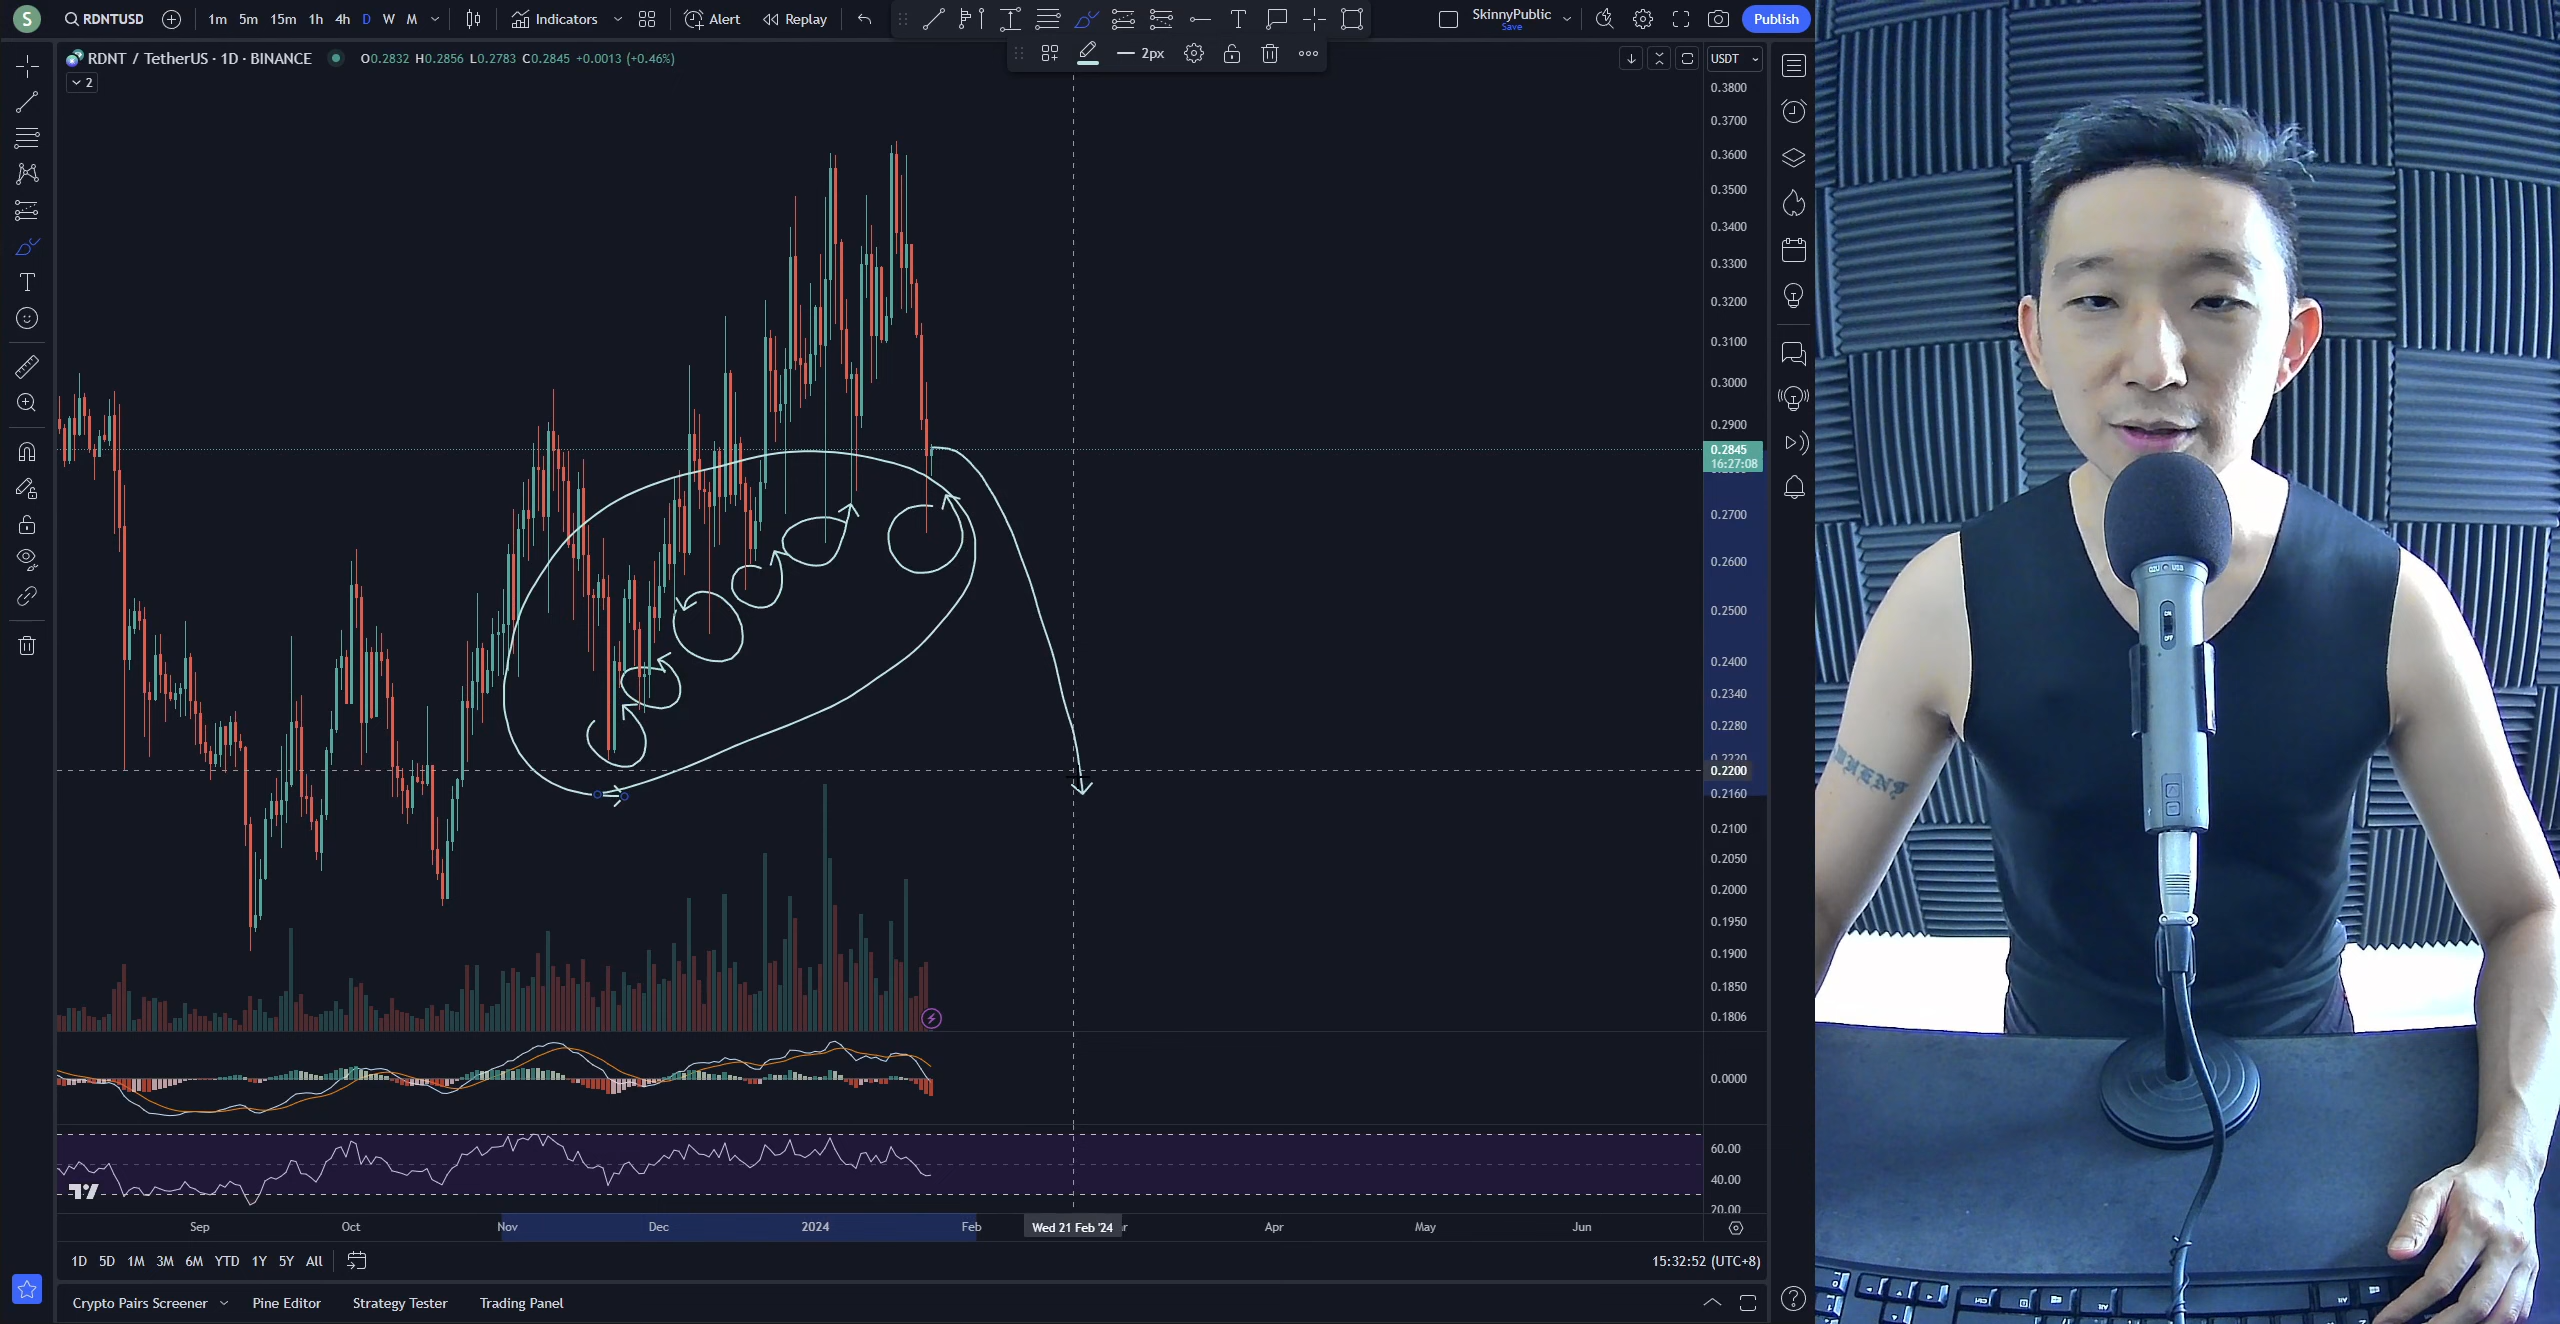 S
RDNTUSD
1m 5m 15m 1h 4h D W M
Indicators
Alert
Replay
SkinnyPublic
Save
Publish
RDNT / TetherUS · 1D · BINANCE
O0.2832 H0.2856 L0.2783 C0.2845 +0.0013 (+0.46%)
2
2px
USDT
0.3800
0.3700
0.3600
0.3500
0.3400
0.3300
0.3200
0.3100
0.3000
0.2900
0.2845
16:27:08
0.2700
0.2600
0.2500
0.2400
0.2340
0.2280
0.2220
0.2200
0.2160
0.2100
0.2050
0.2000
0.1950
0.1900
0.1850
0.1806
0.0000
60.00
40.00
20.00
Sep Oct Nov Dec 2024 Feb Wed 21 Feb '24 Apr May Jun
1D 5D 1M 3M 6M YTD 1Y 5Y All
15:32:52 (UTC+8)
Crypto Pairs Screener Pine Editor Strategy Tester Trading Panel